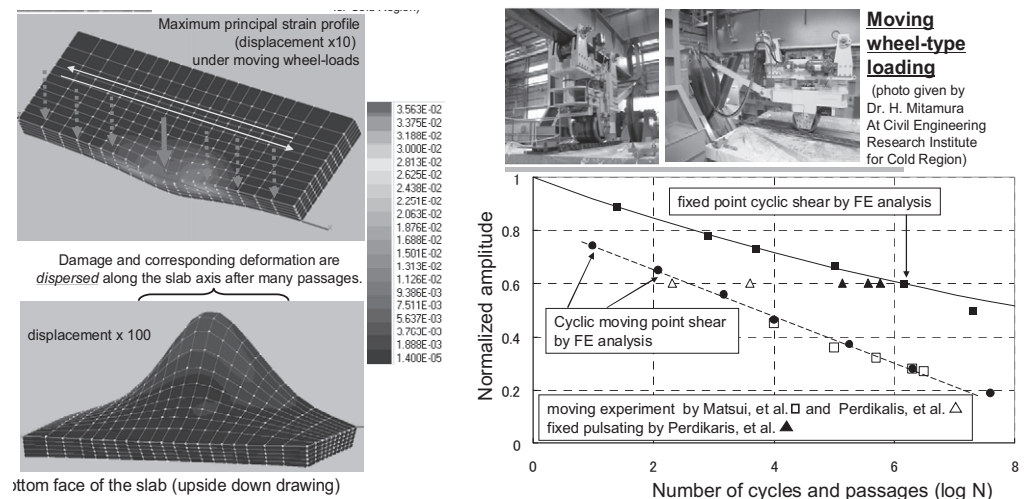 for Cold Region)
Maximum principal strain profile
(displacement x10)
under moving wheel-loads
3.563E-02
3.375E-02
3.188E-02
3.000E-02
2.813E-02
2.625E-02
2.438E-02
2.251E-02
2.063E-02
1.876E-02
1.688E-02
1.501E-02
1.313E-02
1.126E-02
9.386E-03
7.511E-03
5.637E-03
3.763E-03
1.888E-03
1.400E-05
Damage and corresponding deformation are
dispersed along the slab axis after many passages.
displacement x 100
ottom face of the slab (upside down drawing)
Moving
wheel-type
loading
(photo given by
Dr. H. Mitamura
At Civil Engineering
Research Institute
for Cold Region)
Normalized amplitude
1
0.8
0.6
0.4
0.2
0
fixed point cyclic shear by FE analysis
Cyclic moving point shear
by FE analysis
moving experiment by Matsui, et al. □ and Perdikalis, et al. △
fixed pulsating by Perdikaris, et al. ▲
0 2 4 6 8
Number of cycles and passages (log N)